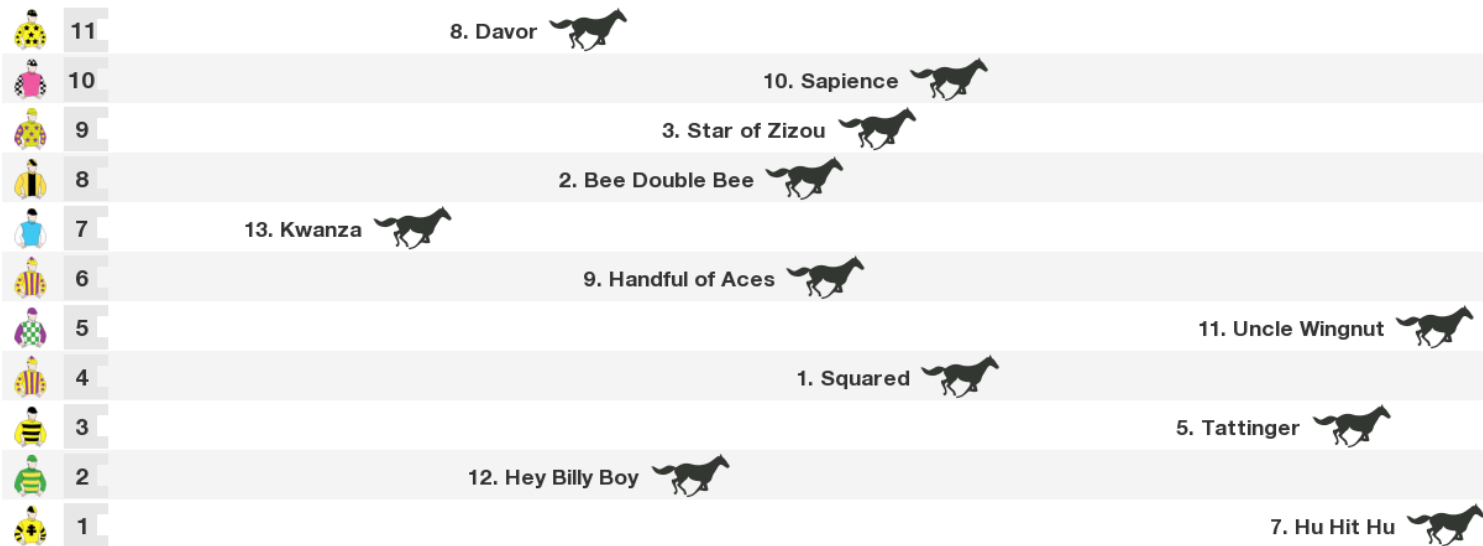 11 8. Davor
10 10. Sapience
9 3. Star of Zizou
8 2. Bee Double Bee
7 13. Kwanza
6 9. Handful of Aces
5 11. Uncle Wingnut
4 1. Squared
3 5. Tattinger
2 12. Hey Billy Boy
1 7. Hu Hit Hu